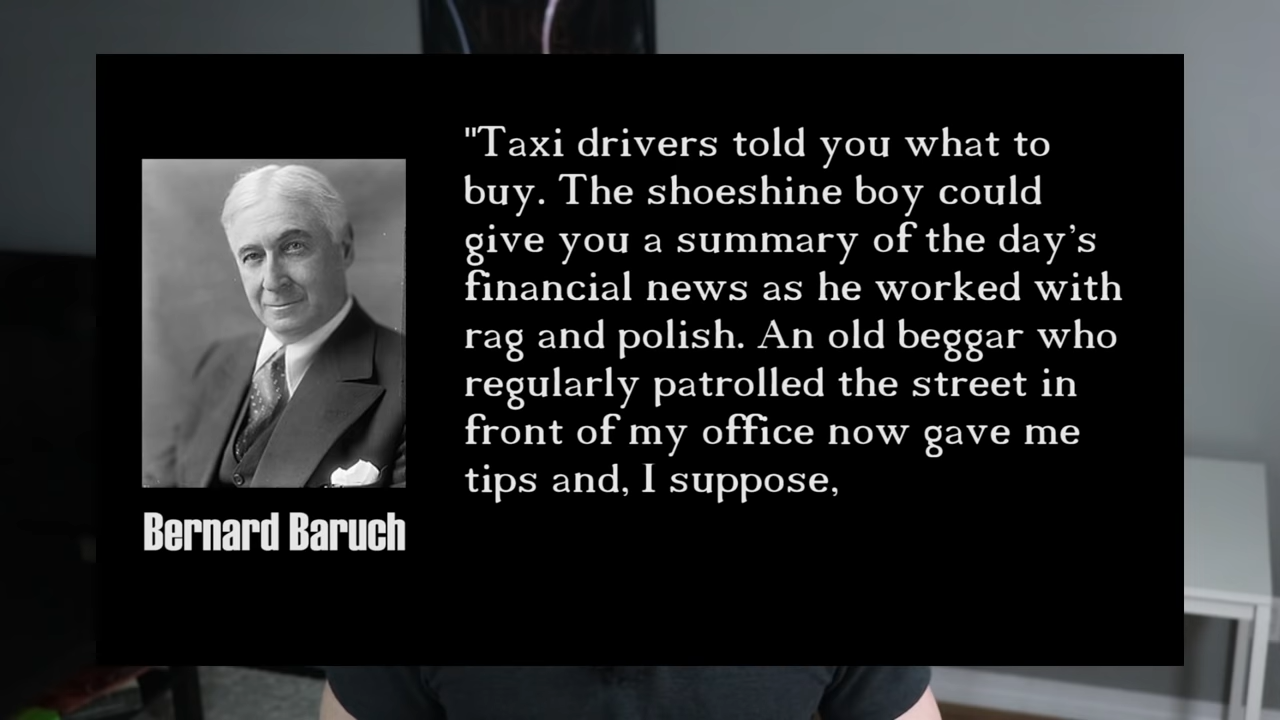 "Taxi drivers told you what to
buy. The shoeshine boy could
give you a summary of the day’s
financial news as he worked with
rag and polish. An old beggar who
regularly patrolled the street in
front of my office now gave me
tips and, I suppose,
Bernard Baruch